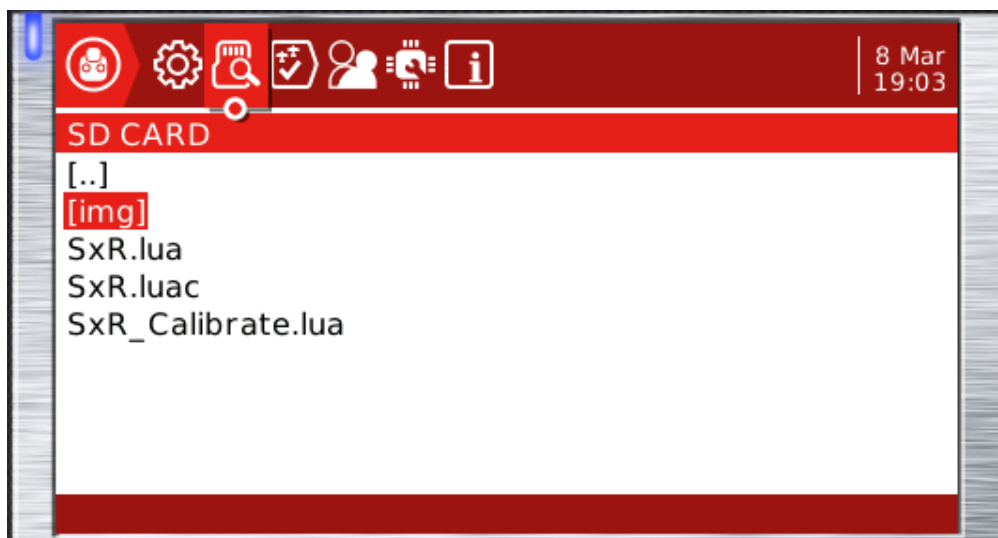 8 Mar
19:03
SD CARD
[..]
[img]
SxR.lua
SxR.luac
SxR_Calibrate.lua